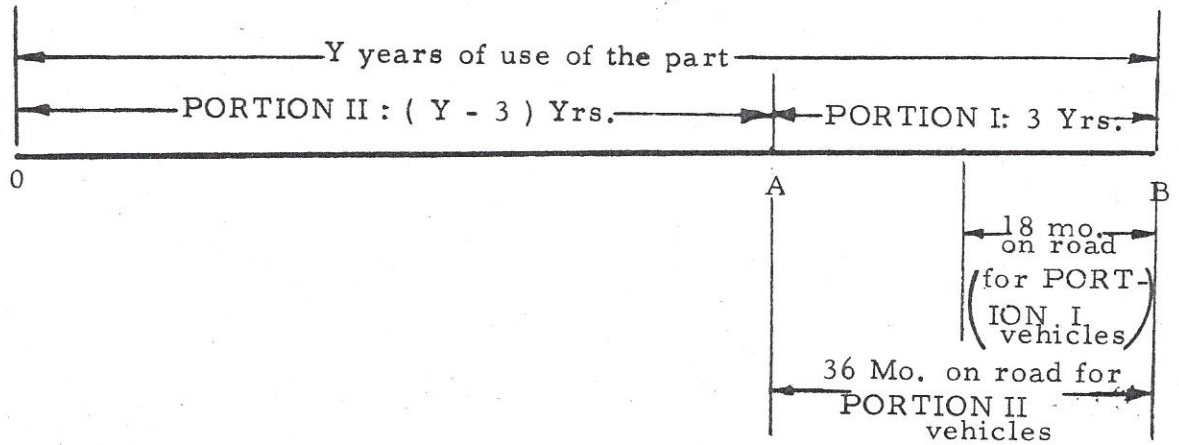 Y years of use of the part
PORTION II : ( Y - 3 ) Yrs.
PORTION I: 3 Yrs.
0
A
B
18 mo.
on road
(for PORT-
ION I
vehicles)
36 Mo. on road for
PORTION II
vehicles